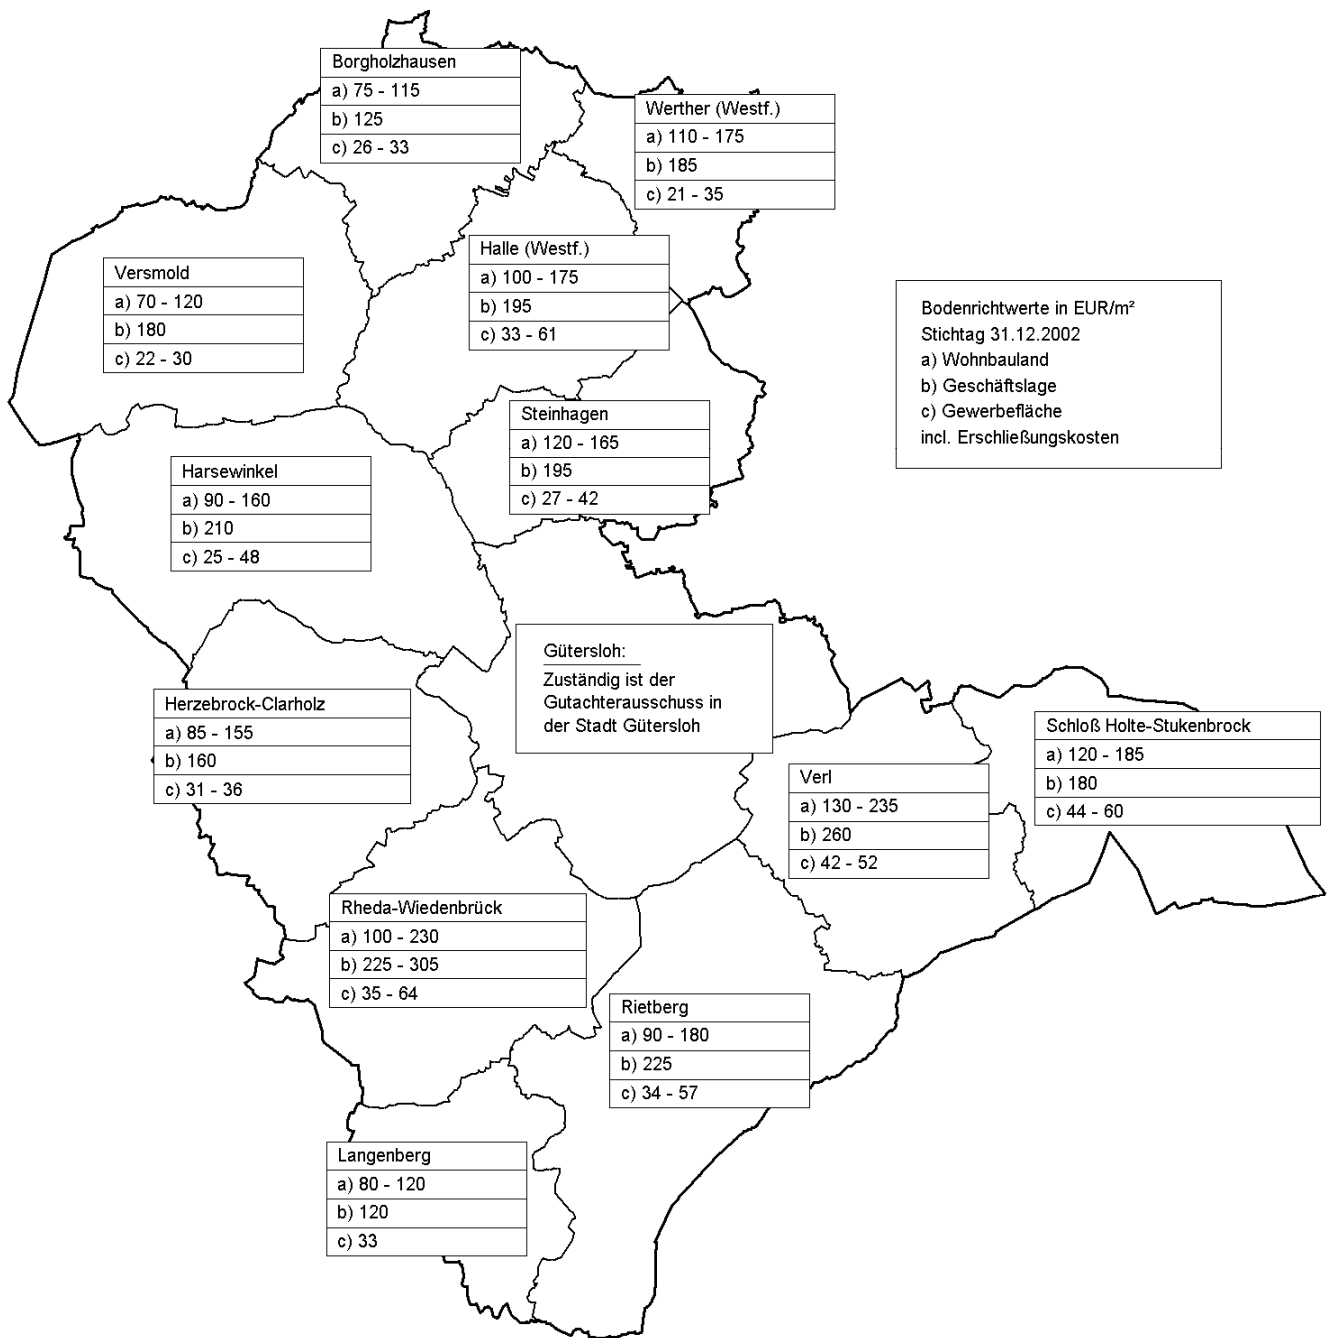 Borgholzhausen
a) 75 - 115
b) 125
c) 26 - 33
Werther (Westf.)
a) 110 - 175
b) 185
c) 21 - 35
Halle (Westf.)
a) 100 - 175
b) 195
c) 33 - 61
Versmold
a) 70 - 120
b) 180
c) 22 - 30
Bodenrichtwerte in EUR/m²
Stichtag 31.12.2002
a) Wohnbauland
b) Geschäftslage
c) Gewerbefläche
incl. Erschließungskosten
Steinhagen
a) 120 - 165
b) 195
c) 27 - 42
Harsewinkel
a) 90 - 160
b) 210
c) 25 - 48
Gütersloh:
Zuständig ist der
Gutachterausschuss in
der Stadt Gütersloh
Herzebrock-Clarholz
a) 85 - 155
b) 160
c) 31 - 36
Schloß Holte-Stukenbrock
a) 120 - 185
b) 180
c) 44 - 60
Verl
a) 130 - 235
b) 260
c) 42 - 52
Rheda-Wiedenbrück
a) 100 - 230
b) 225 - 305
c) 35 - 64
Rietberg
a) 90 - 180
b) 225
c) 34 - 57
Langenberg
a) 80 - 120
b) 120
c) 33